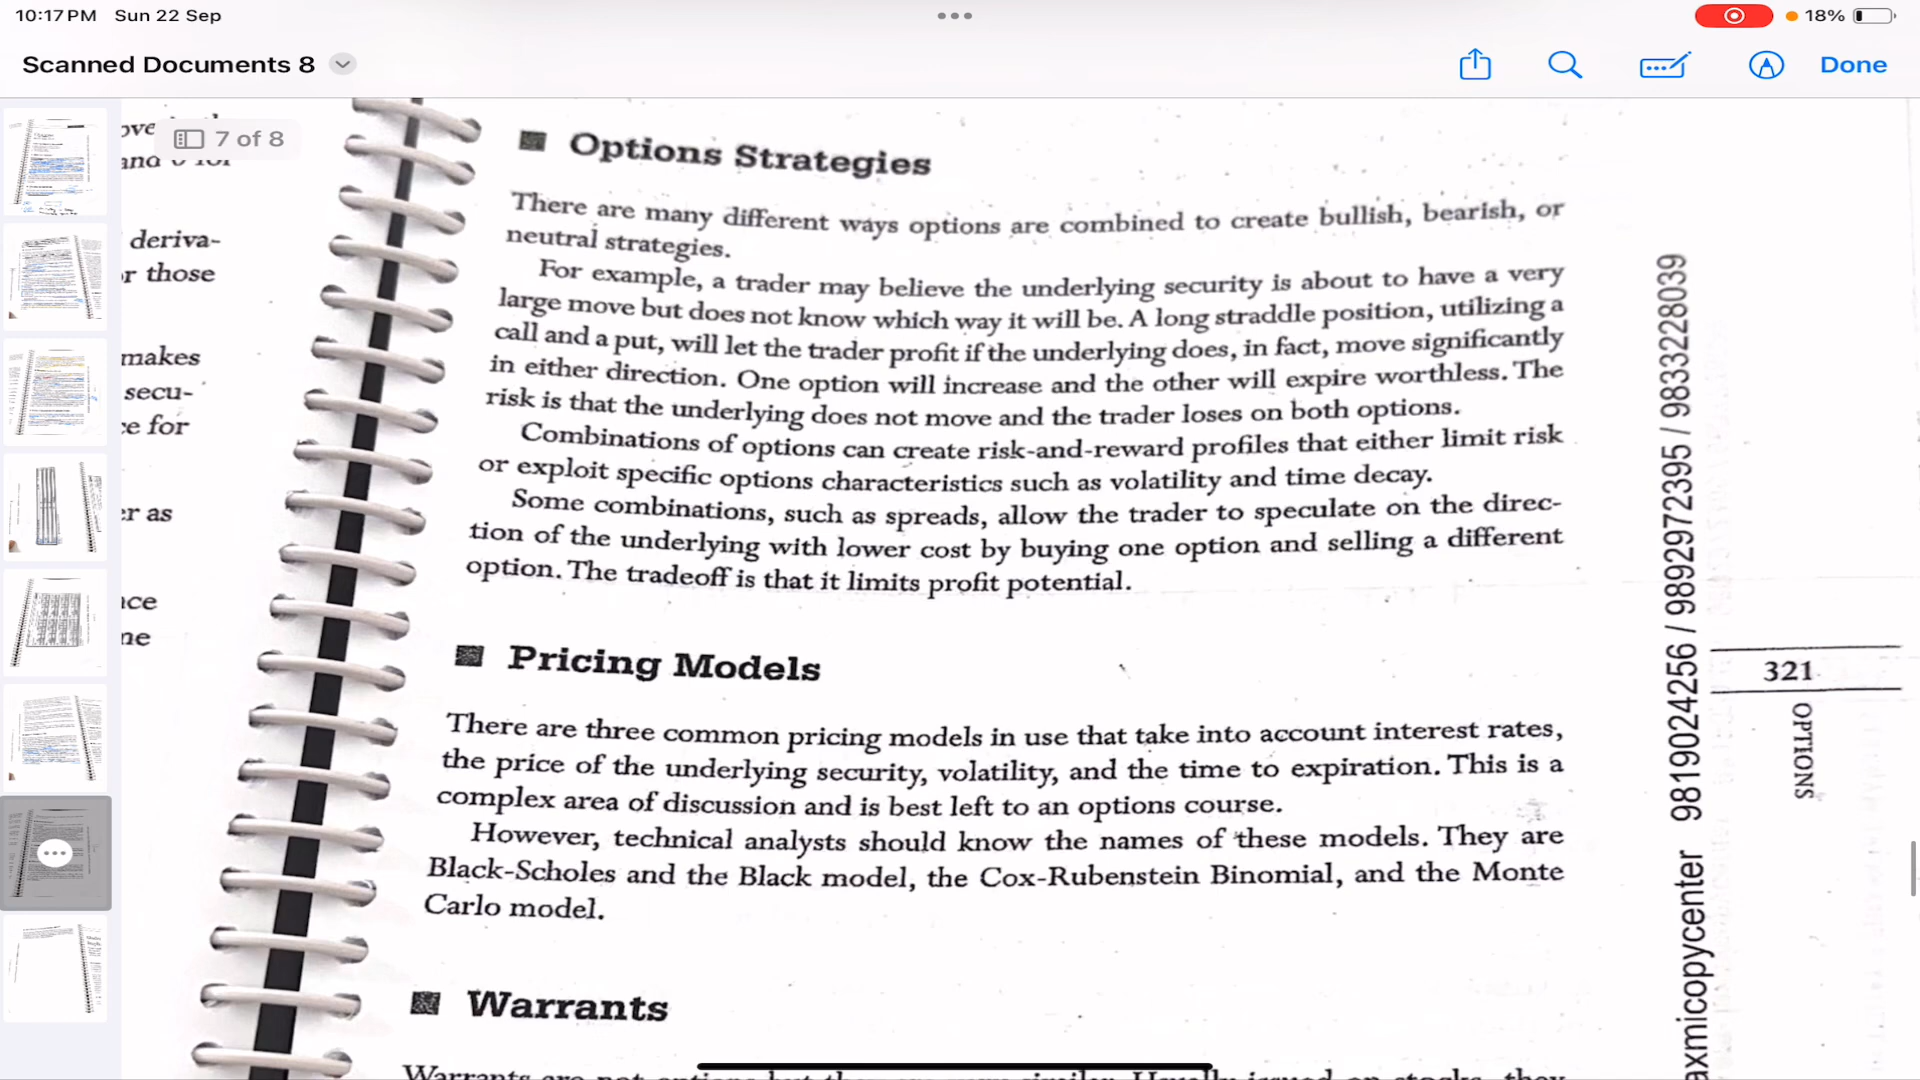 10:17 PM Sun 22 Sep
18%
Scanned Documents 8
Done
7 of 8
and
deriva-
or those
makes
secu-
ce for
er as
nce
ne
Options Strategies
There are many different ways options are combined to create bullish, bearish, or
neutral strategies.
For example, a trader may believe the underlying security is about to have a very
large move but does not know which way it will be. A long straddle position, utilizing a
call and a put, will let the trader profit if the underlying does, in fact, move significantly
in either direction. One option will increase and the other will expire worthless. The
risk is that the underlying does not move and the trader loses on both options.
Combinations of options can create risk-and-reward profiles that either limit risk
or exploit specific options characteristics such as volatility and time decay.
Some combinations, such as spreads, allow the trader to speculate on the direc-
tion of the underlying with lower cost by buying one option and selling a different
option. The tradeoff is that it limits profit potential.
Pricing Models
There are three common pricing models in use that take into account interest rates,
the price of the underlying security, volatility, and the time to expiration. This is a
complex area of discussion and is best left to an options course.
However, technical analysts should know the names of these models. They are
Black-Scholes and the Black model, the Cox-Rubenstein Binomial, and the Monte
Carlo model.
Warrants
axmicopycenter 9819024256 / 9892972395 / 9833228039
321
OPTIONS